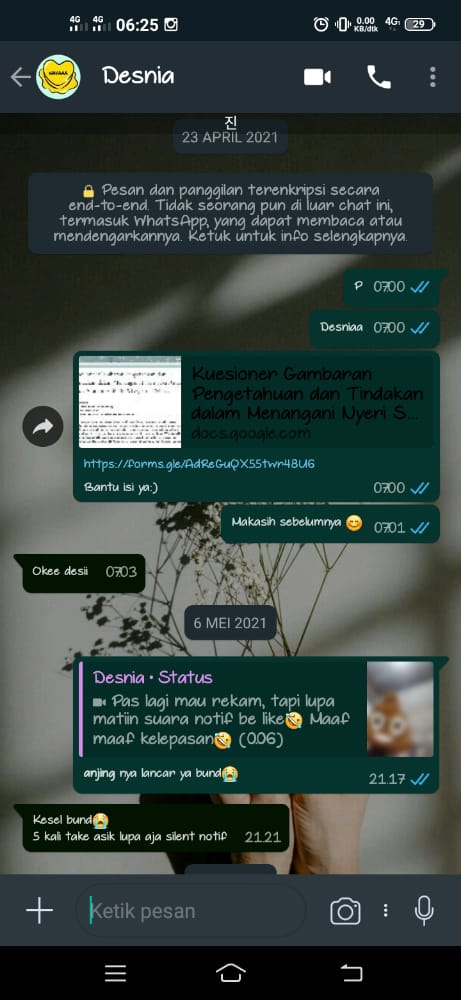 4G 4G 06:25 0.00 KB/dtk 4G 29
Desnia
진
23 APRIL 2021
Pesan dan panggilan terenkripsi secara
end-to-end. Tidak seorang pun di luar chat ini,
termasuk WhatsApp, yang dapat membaca atau
mendengarkannya. Ketuk untuk info selengkapnya.
P 07.00
Desniaa 07.00
Kuesioner Gambaran
Pengetahuan dan Tindakan
dalam Menangani Nyeri S...
docs.google.com
https://forms.gle/AdReGuQX55twr48U6
Bantu isi ya:) 07.00
Makasih sebelumnya 😊 07.01
Okee desii 07.03
6 MEI 2021
Desnia • Status
Pas lagi mau rekam, tapi lupa
matiin suara notif be like🤣 Maaf
maaf kelepasan🤣 (0.06)
anjing nya lancar ya bund😭 21.17
Kesel bund😭
5 kali take asik lupa aja silent notif 21.21
Ketik pesan